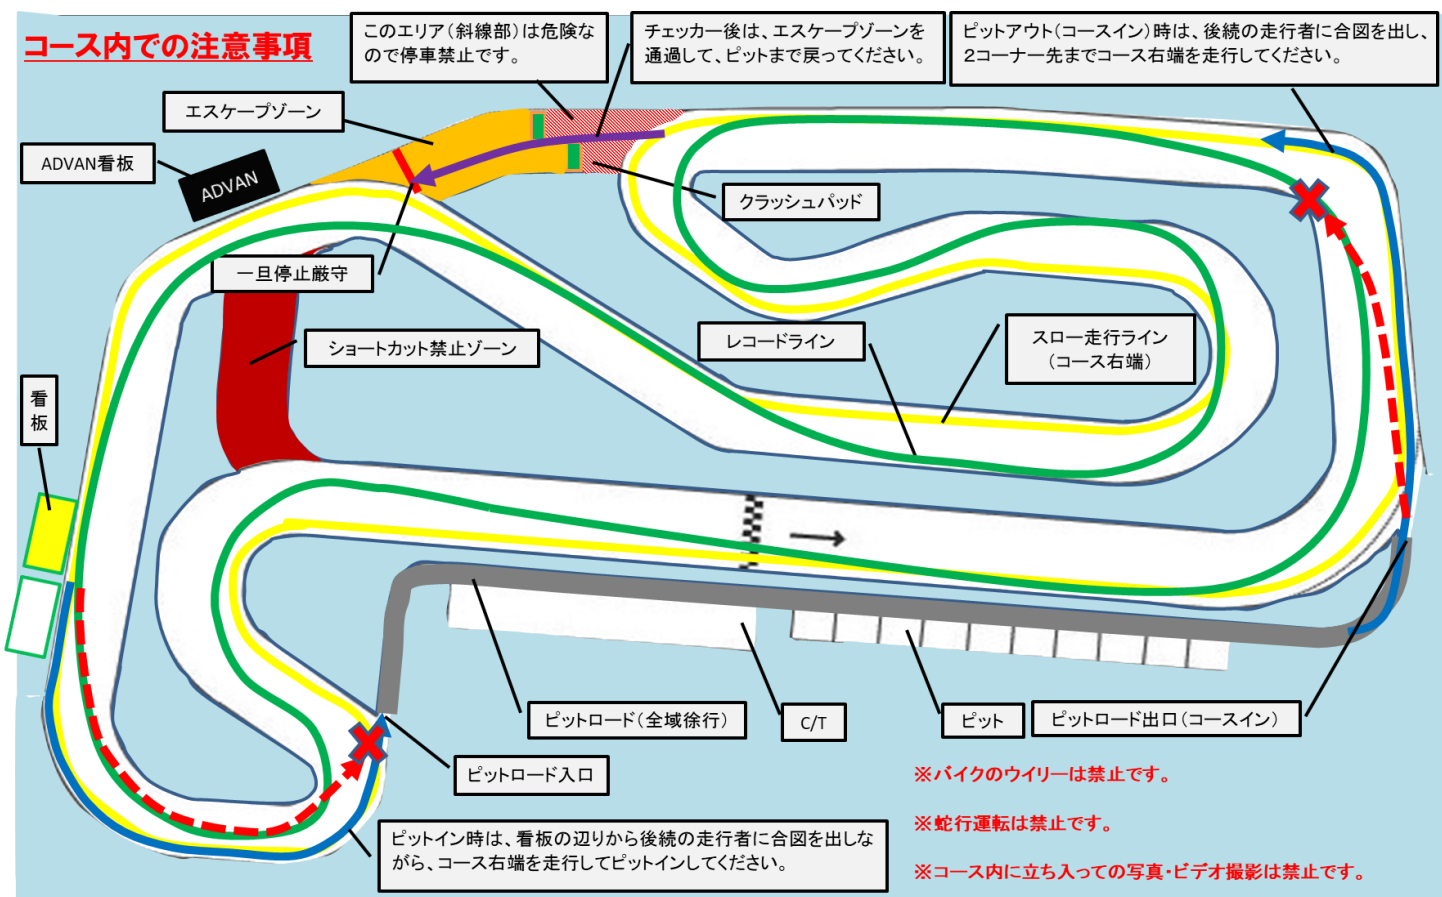 コース内での注意事項
このエリア（斜線部）は危険な
ので停車禁止です。
チェッカー後は、エスケープゾーンを
通過して、ピットまで戻ってください。
ピットアウト（コースイン）時は、後続の走行者に合図を出し、
2コーナー先までコース右端を走行してください。
エスケープゾーン
ADVAN看板
ADVAN
クラッシュパッド
一旦停止厳守
ショートカット禁止ゾーン
レコードライン
スロー走行ライン
（コース右端）
看
板
ピットロード（全域徐行）
C/T
ピット
ピットロード出口（コースイン）
ピットロード入口
ピットイン時は、看板の辺りから後続の走行者に合図を出しな
がら、コース右端を走行してピットインしてください。
※バイクのウイリーは禁止です。
※蛇行運転は禁止です。
※コース内に立ち入っての写真・ビデオ撮影は禁止です。